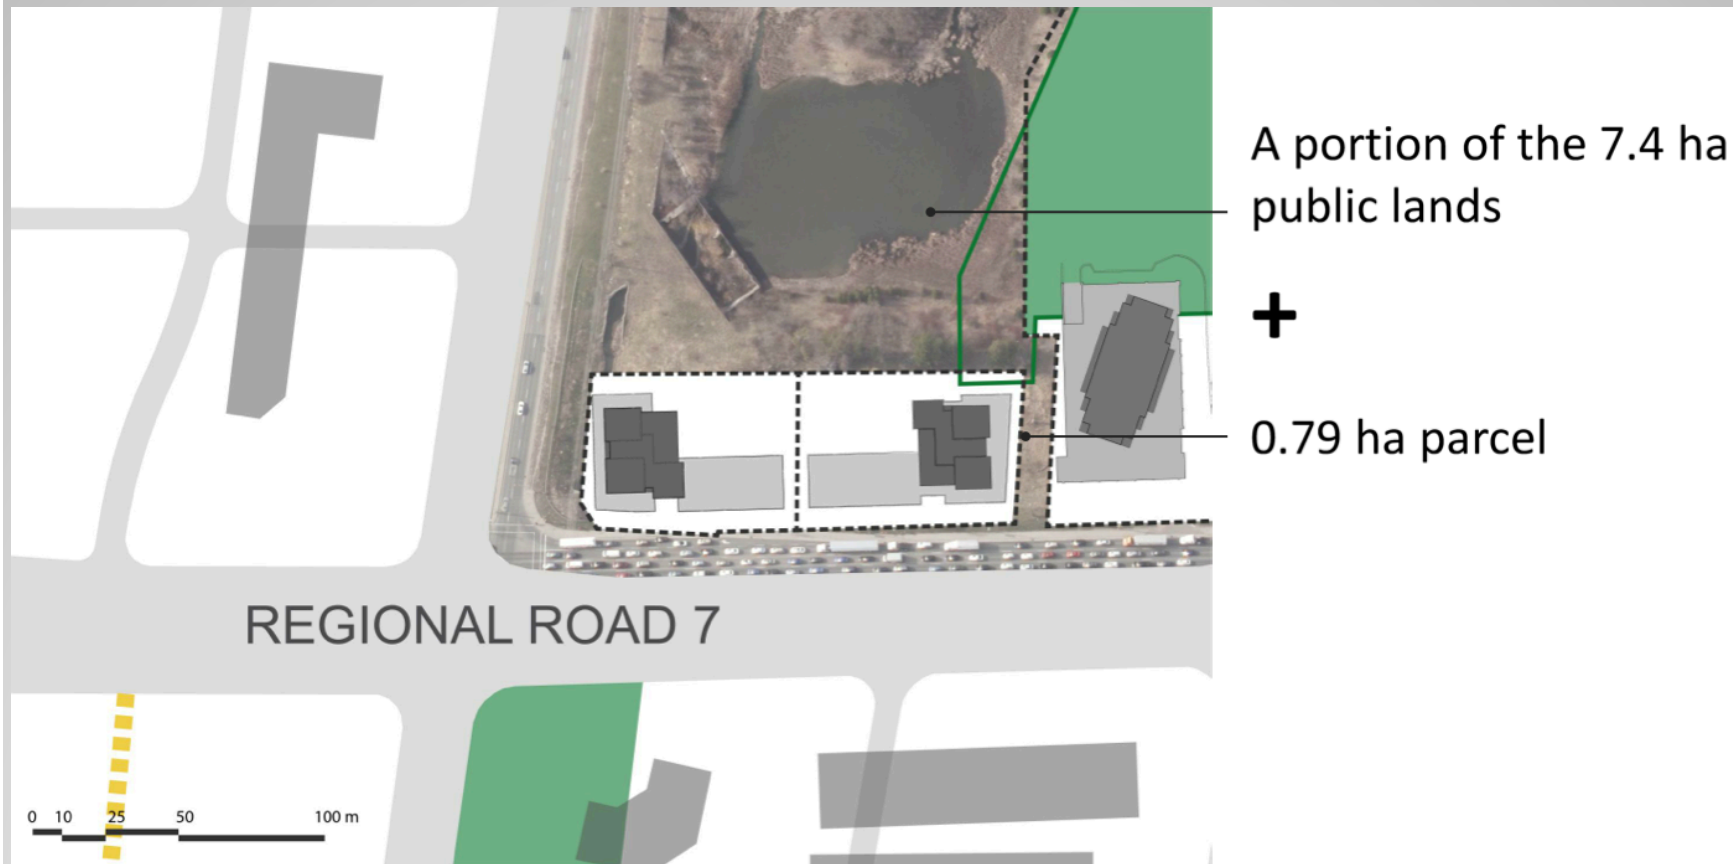 A portion of the 7.4 ha
public lands
+
0.79 ha parcel
REGIONAL ROAD 7
0 10 25 50 100 m